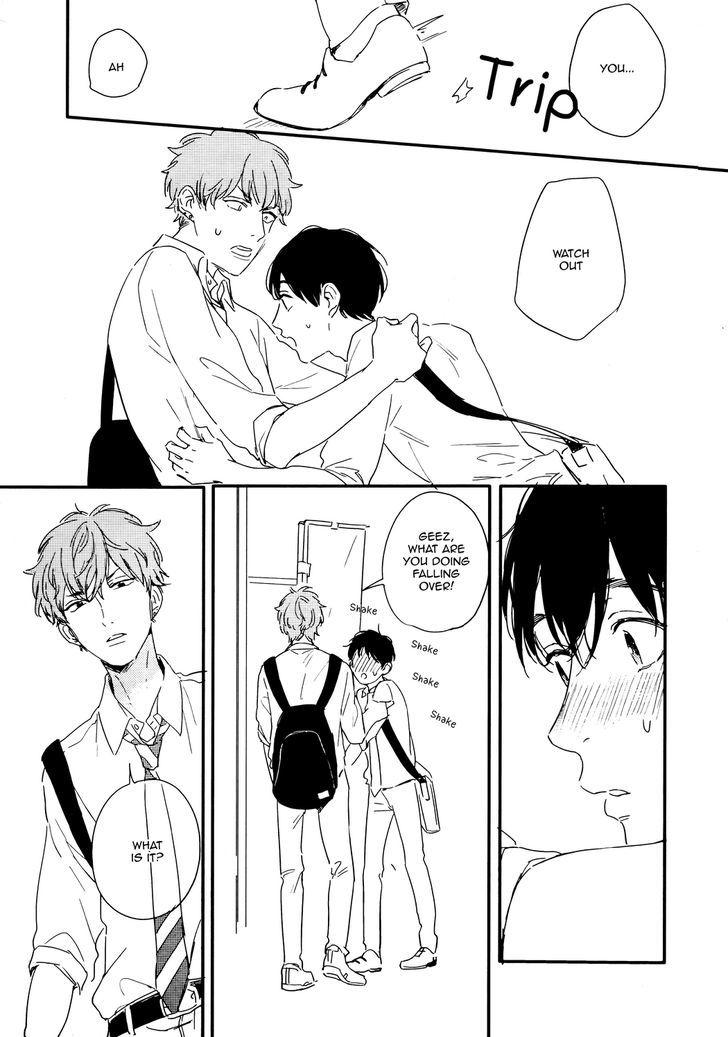 YOU...
Trip
AH
WATCH
OUT
GEEZ,
WHAT ARE
YOU DOING
FALLING
OVER!
Shake
Shake
Shake
Shake
WHAT
IS IT?